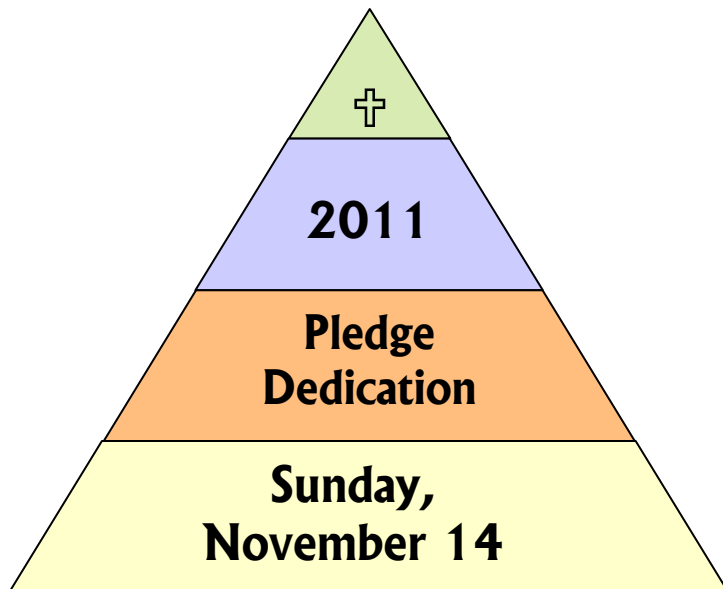 ✞
2011
Pledge
Dedication
Sunday,
November 14